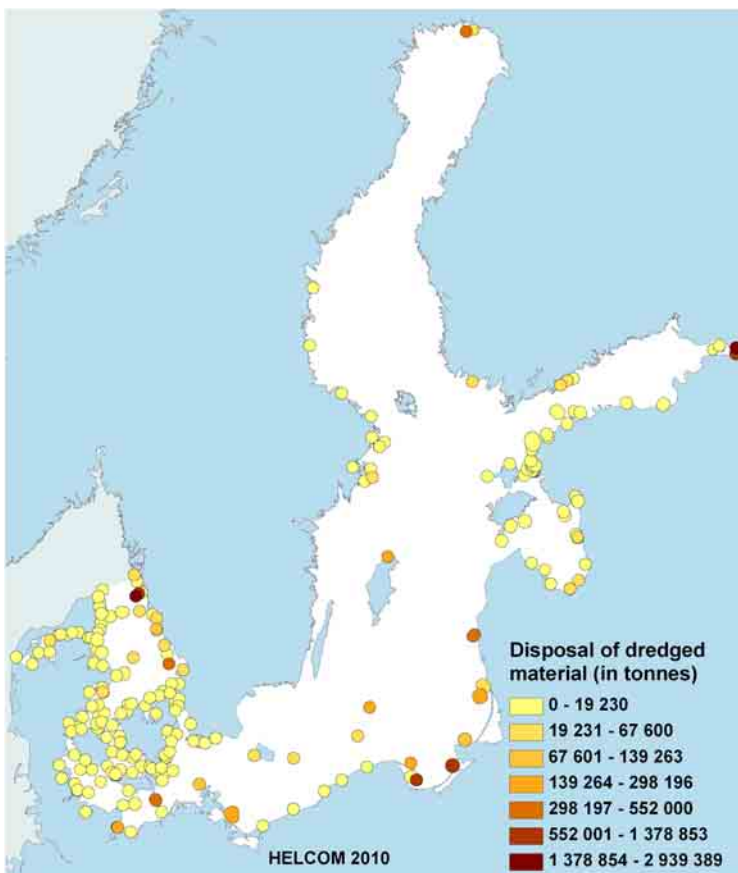 Disposal of dredged
material (in tonnes)
0 - 19 230
19 231 - 67 600
67 601 - 139 263
139 264 - 298 196
298 197 - 552 000
552 001 - 1 378 853
1 378 854 - 2 939 389
HELCOM 2010